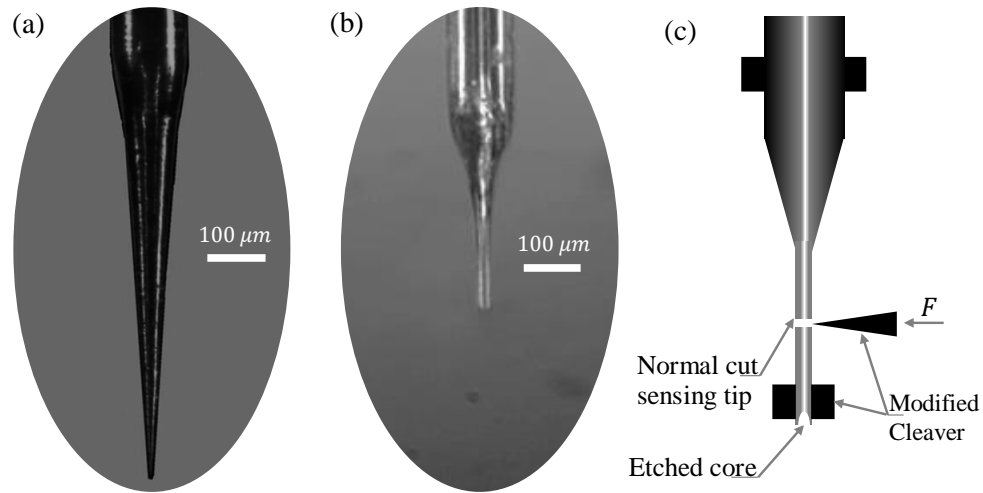 (a)
(b)
(c)
100 μm
100 μm
F
Normal cut
sensing tip
Modified
Cleaver
Etched core